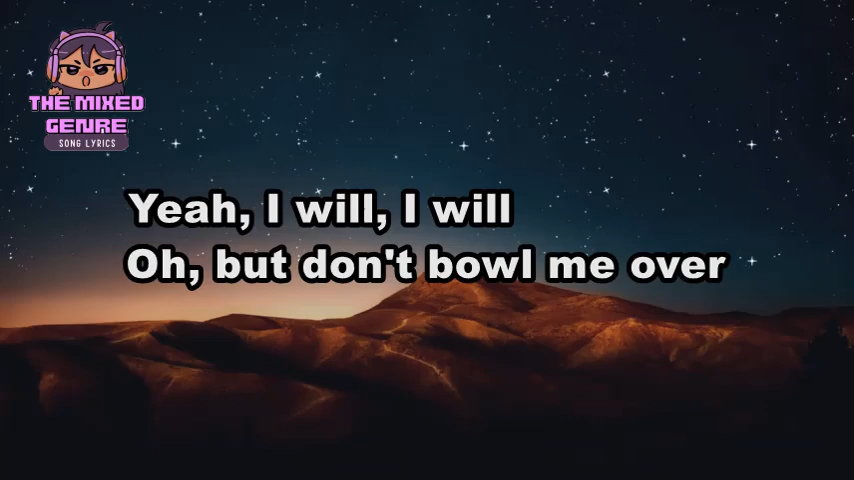 THE MIXED
GENRE
SONG LYRICS
Yeah, I will, I will
Oh, but don't bowl me over